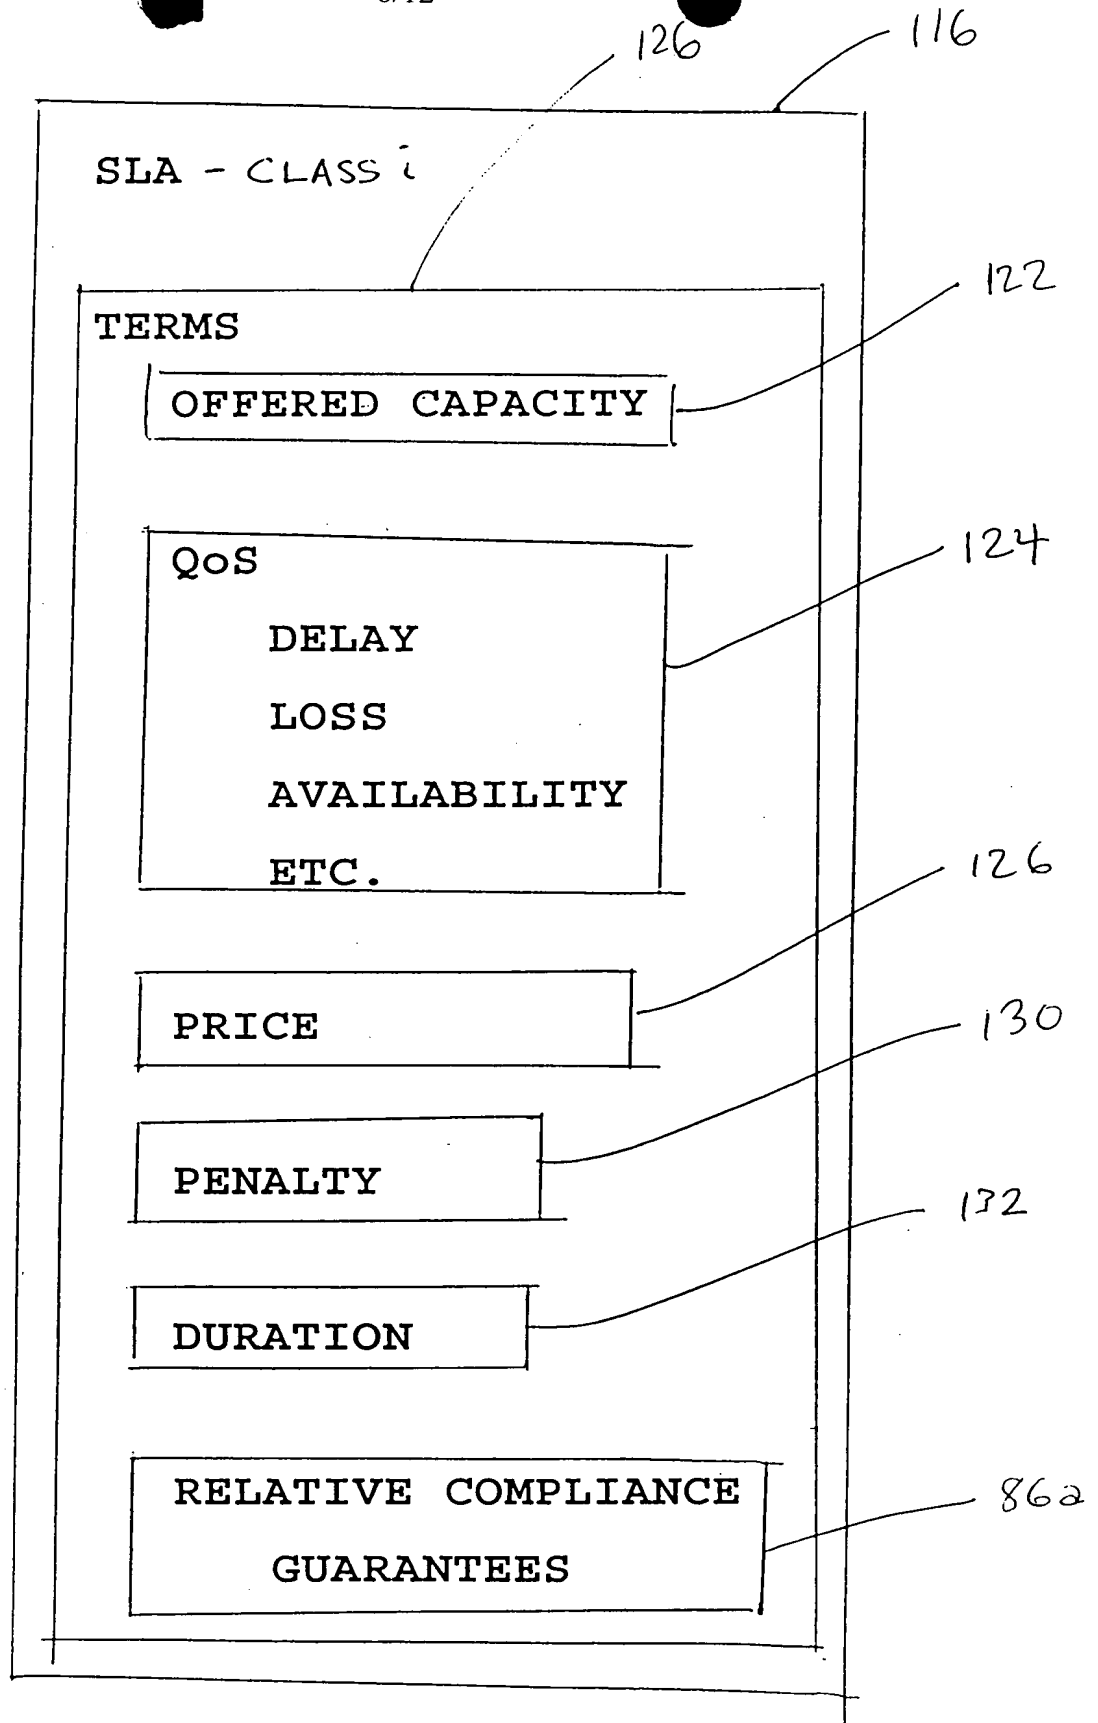 126
116
SLA - CLASS i
122
TERMS
OFFERED CAPACITY
124
QoS
DELAY
LOSS
AVAILABILITY
126
ETC.
PRICE
130
PENALTY
132
DURATION
RELATIVE COMPLIANCE
86a
GUARANTEES